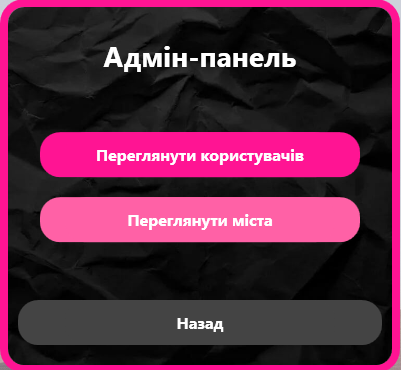 Адмін-панель
Переглянути користувачів
Переглянути міста
Назад